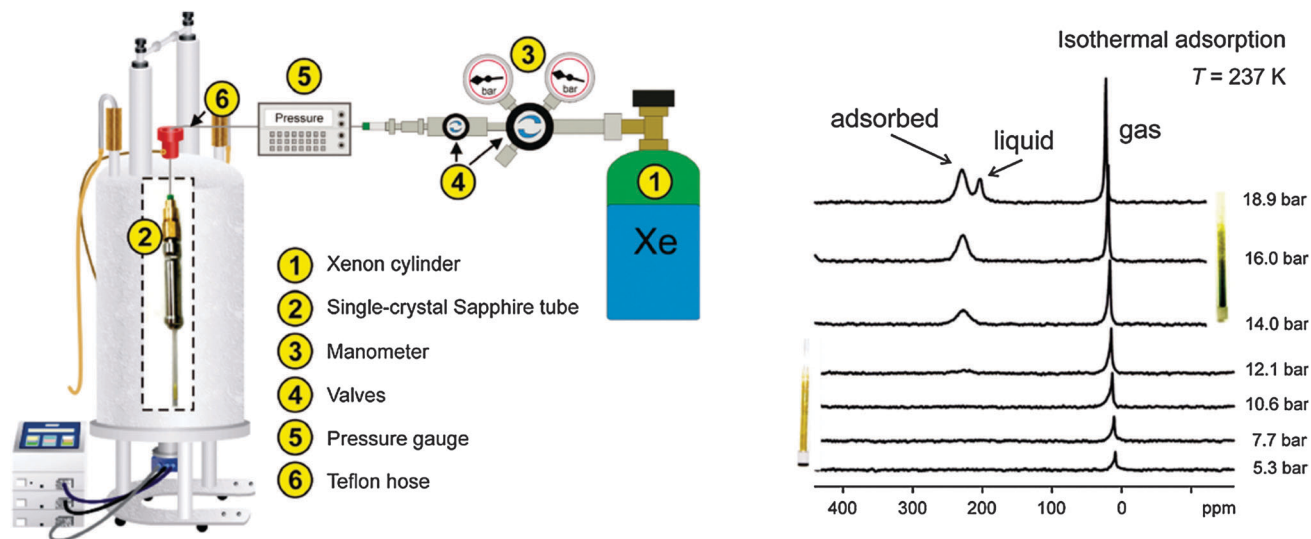 5
3
6
bar
bar
Pressure
4
1
Xe
2
1 Xenon cylinder
2 Single-crystal Sapphire tube
3 Manometer
4 Valves
5 Pressure gauge
6 Teflon hose
Isothermal adsorption
T = 237 K
adsorbed
liquid
gas
18.9 bar
16.0 bar
14.0 bar
12.1 bar
10.6 bar
7.7 bar
5.3 bar
400 300 200 100 0 ppm